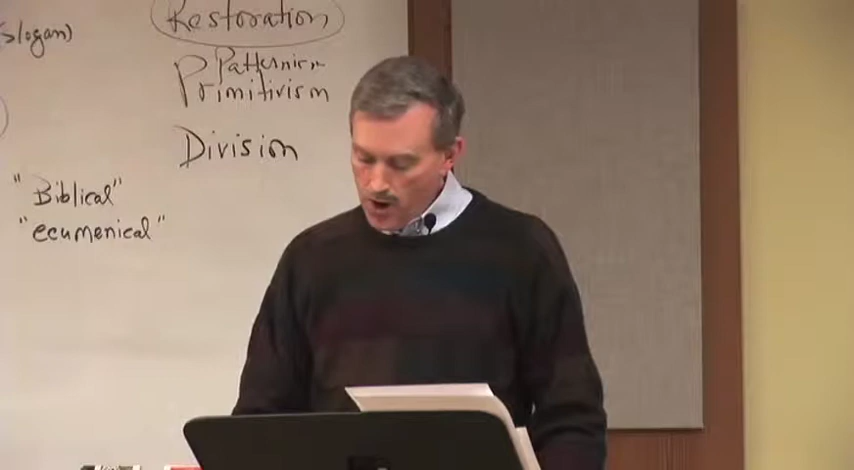 (slogan)
Restoration
Patternism
Primitivism
Division
"Biblical"
"ecumenical"